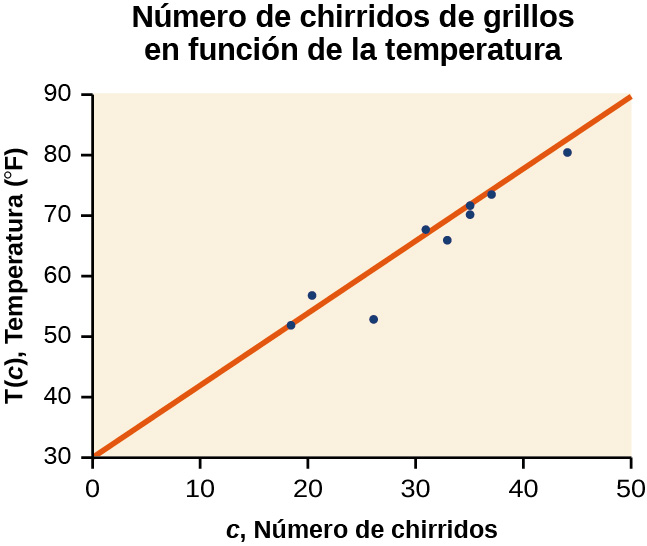 Número de chirridos de grillos
en función de la temperatura
T(c), Temperatura (°F)
90
80
70
60
50
40
30
0 10 20 30 40 50
c, Número de chirridos